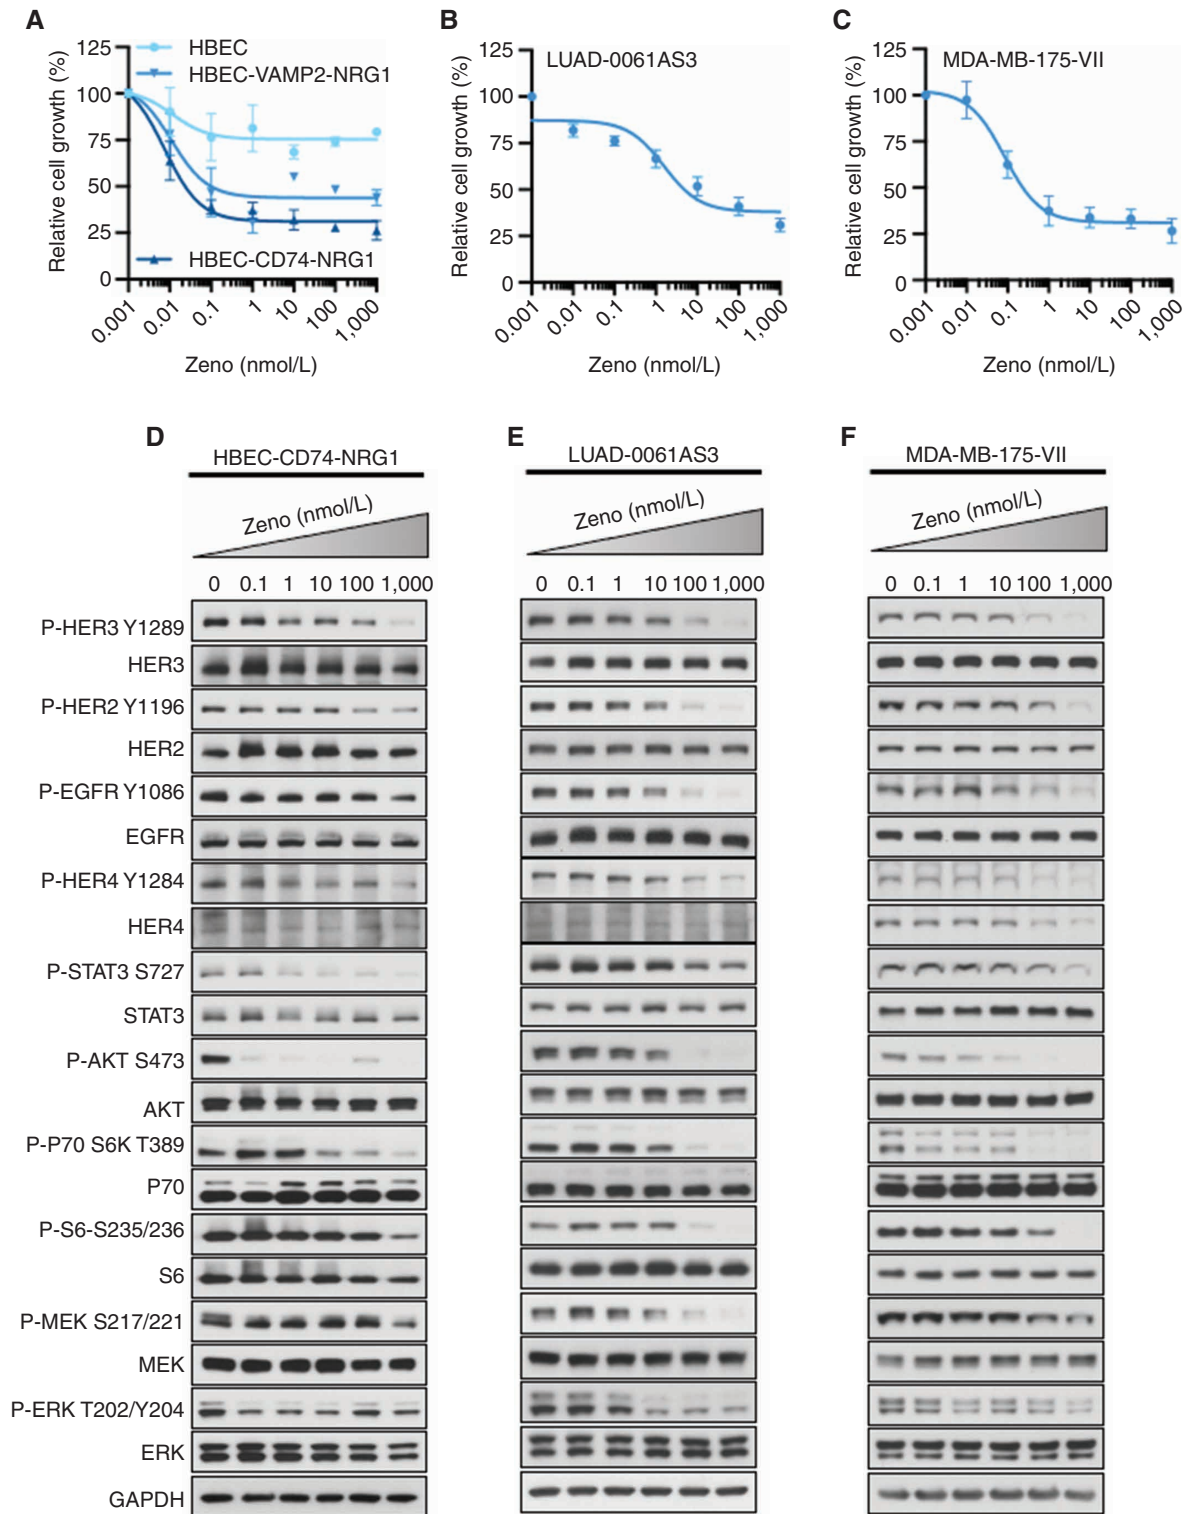 A
B
C
125
100
75
50
25
0
Relative cell growth (%)
HBEC
HBEC-VAMP2-NRG1
HBEC-CD74-NRG1
0.001
0.01
0.1
1
10
100
1,000
Zeno (nmol/L)
125
100
75
50
25
0
Relative cell growth (%)
LUAD-0061AS3
0.001
0.01
0.1
1
10
100
1,000
Zeno (nmol/L)
125
100
75
50
25
0
Relative cell growth (%)
MDA-MB-175-VII
0.001
0.01
0.1
1
10
100
1,000
Zeno (nmol/L)
D
HBEC-CD74-NRG1
Zeno (nmol/L)
0 0.1 1 10 100 1,000
E
LUAD-0061AS3
Zeno (nmol/L)
0 0.1 1 10 100 1,000
F
MDA-MB-175-VII
Zeno (nmol/L)
0 0.1 1 10 100 1,000
P-HER3 Y1289
HER3
P-HER2 Y1196
HER2
P-EGFR Y1086
EGFR
P-HER4 Y1284
HER4
P-STAT3 S727
STAT3
P-AKT S473
AKT
P-P70 S6K T389
P70
P-S6-S235/236
S6
P-MEK S217/221
MEK
P-ERK T202/Y204
ERK
GAPDH